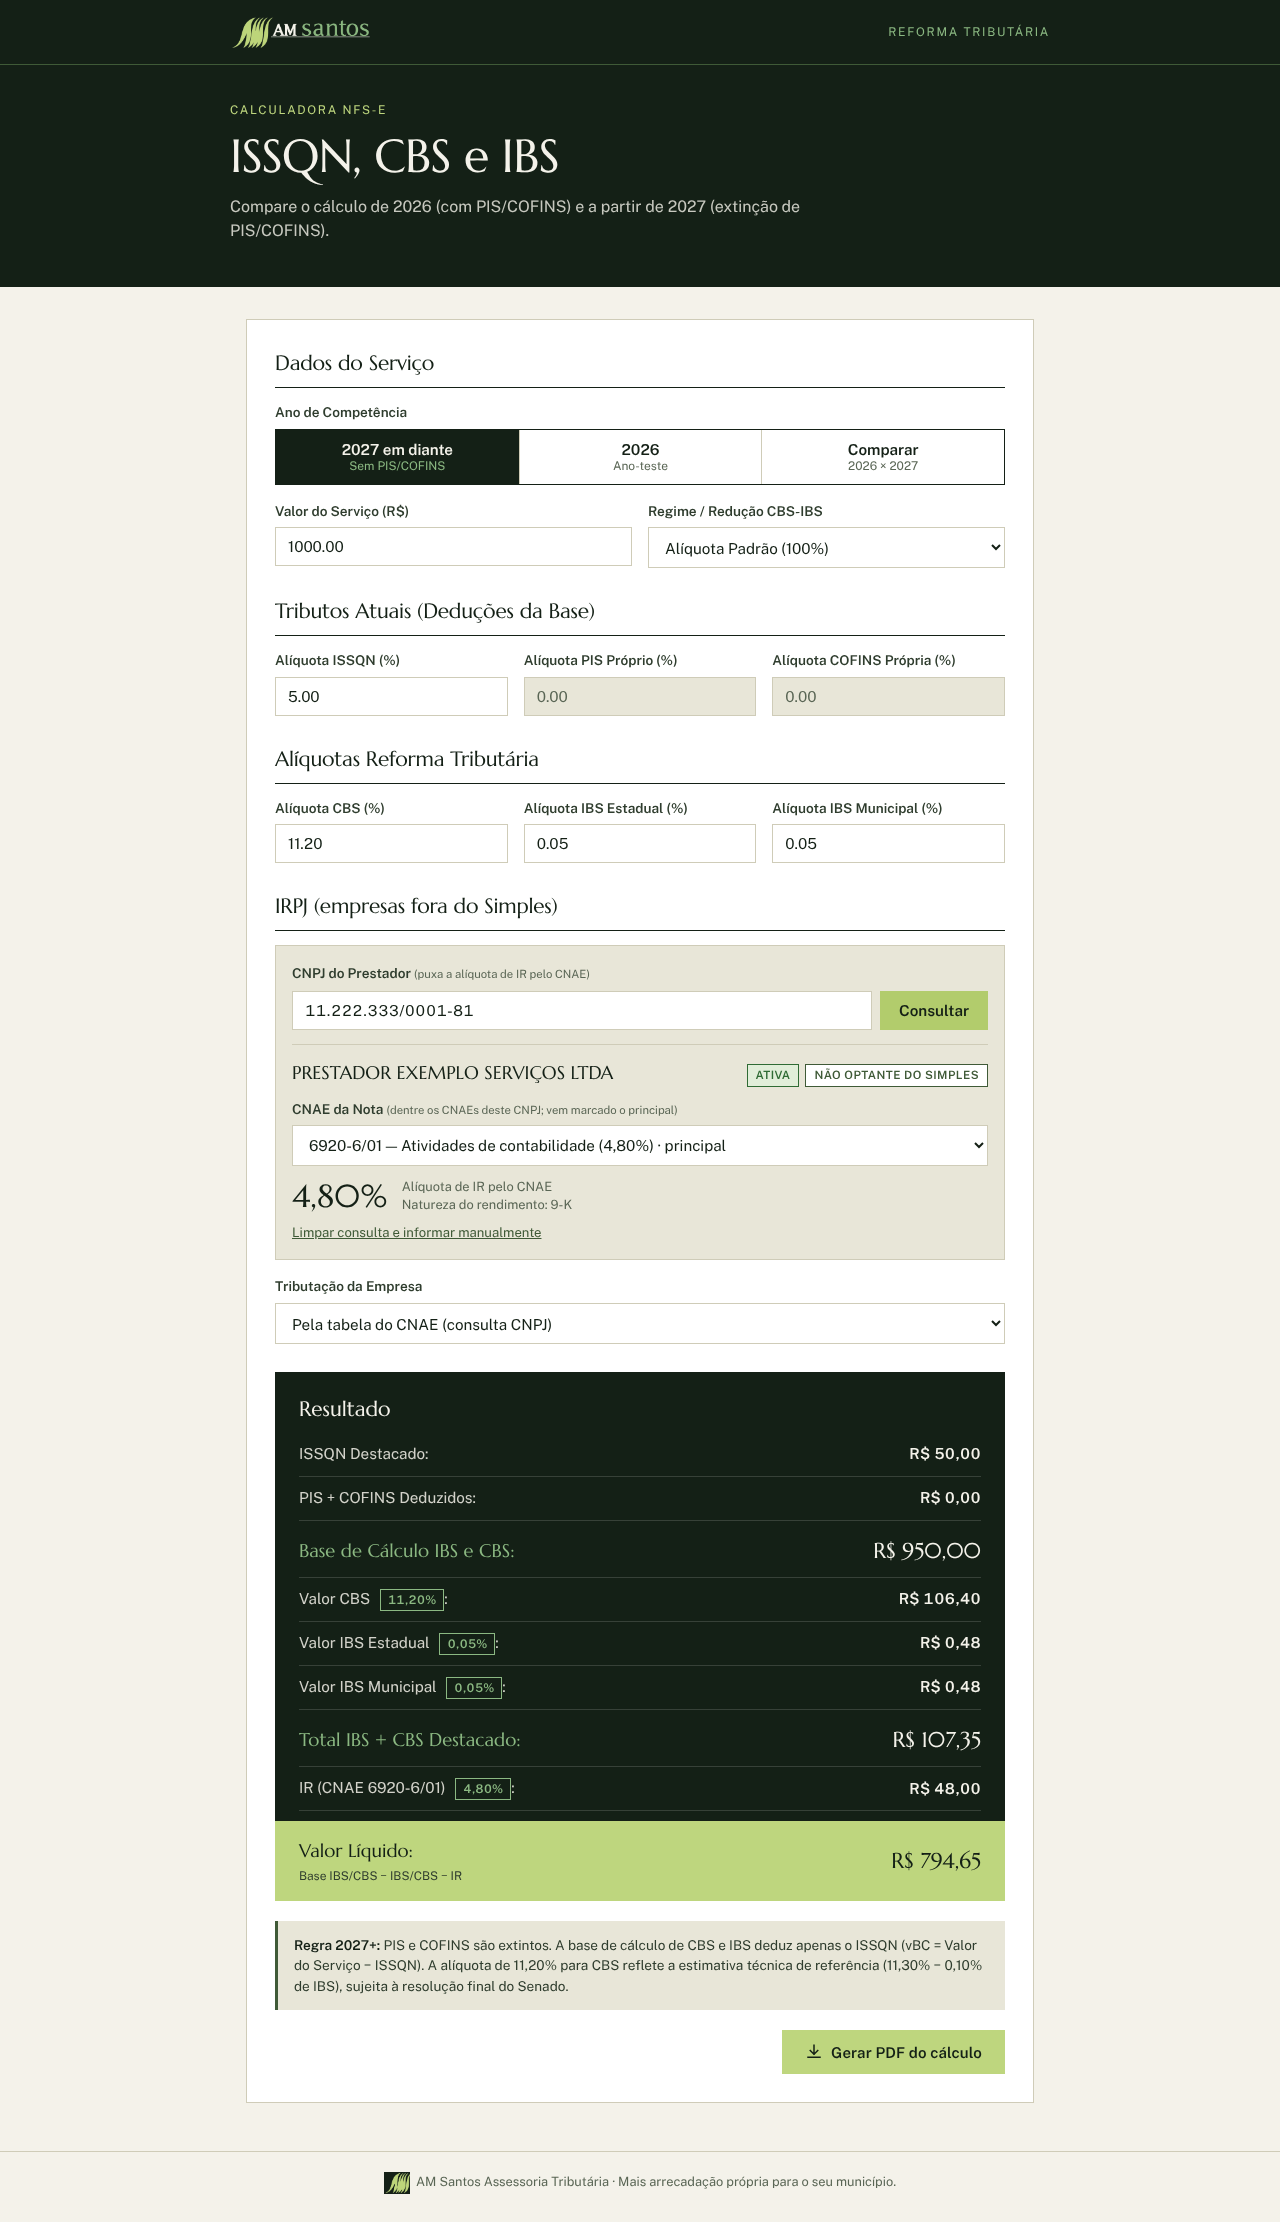 AM santos
REFORMA TRIBUTÁRIA
CALCULADORA NFS-E
ISSQN, CBS e IBS
Compare o cálculo de 2026 (com PIS/COFINS) e a partir de 2027 (extinção de
PIS/COFINS).
Dados do Serviço
Ano de Competência
2027 em diante
Sem PIS/COFINS
2026
Ano-teste
Comparar
2026 × 2027
Valor do Serviço (R$)
Regime / Redução CBS-IBS
1000.00
Alíquota Padrão (100%)
Tributos Atuais (Deduções da Base)
Alíquota ISSQN (%)
Alíquota PIS Próprio (%)
Alíquota COFINS Própria (%)
5.00
0.00
0.00
Alíquotas Reforma Tributária
Alíquota CBS (%)
Alíquota IBS Estadual (%)
Alíquota IBS Municipal (%)
11.20
0.05
0.05
IRPJ (empresas fora do Simples)
CNPJ do Prestador (puxa a alíquota de IR pelo CNAE)
11.222.333/0001-81
Consultar
PRESTADOR EXEMPLO SERVIÇOS LTDA
ATIVA
NÃO OPTANTE DO SIMPLES
CNAE da Nota (dentre os CNAEs deste CNPJ; vem marcado o principal)
6920-6/01 — Atividades de contabilidade (4,80%) · principal
4,80%
Alíquota de IR pelo CNAE
Natureza do rendimento: 9-K
Limpar consulta e informar manualmente
Tributação da Empresa
Pela tabela do CNAE (consulta CNPJ)
Resultado
ISSQN Destacado:
R$ 50,00
PIS + COFINS Deduzidos:
R$ 0,00
Base de Cálculo IBS e CBS:
R$ 950,00
Valor CBS 11,20%:
R$ 106,40
Valor IBS Estadual 0,05%:
R$ 0,48
Valor IBS Municipal 0,05%:
R$ 0,48
Total IBS + CBS Destacado:
R$ 107,35
IR (CNAE 6920-6/01) 4,80%:
R$ 48,00
Valor Líquido:
Base IBS/CBS − IBS/CBS − IR
R$ 794,65
Regra 2027+: PIS e COFINS são extintos. A base de cálculo de CBS e IBS deduz apenas o ISSQN (vBC = Valor
do Serviço − ISSQN). A alíquota de 11,20% para CBS reflete a estimativa técnica de referência (11,30% − 0,10%
de IBS), sujeita à resolução final do Senado.
Gerar PDF do cálculo
AM Santos Assessoria Tributária · Mais arrecadação própria para o seu município.